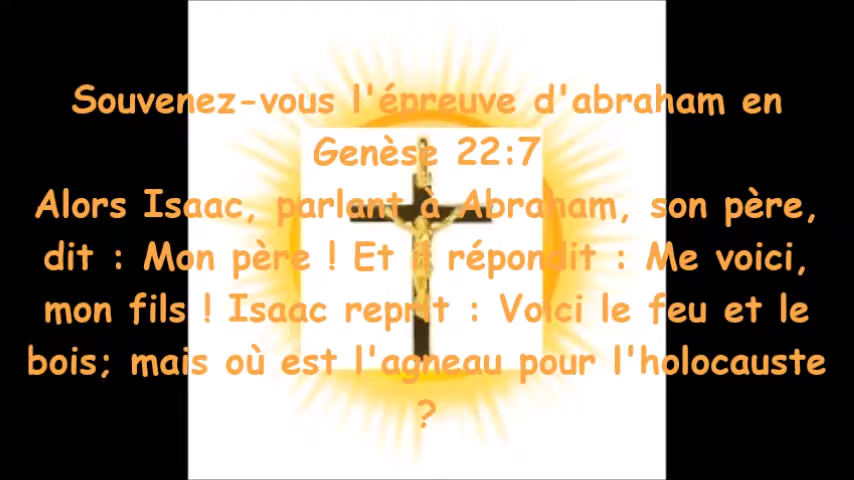 Souvenez-vous l'épreuve d'abraham en
Genèse 22:7
Alors Isaac, parlant à Abraham, son père,
dit : Mon père ! Et il répondit : Me voici,
mon fils ! Isaac reprit : Voici le feu et le
bois; mais où est l'agneau pour l'holocauste
?